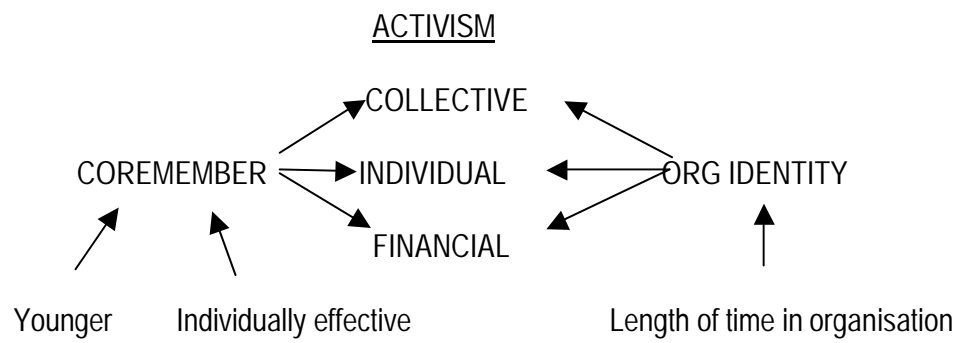 ACTIVISM
COLLECTIVE
COREMEMBER INDIVIDUAL ORG IDENTITY
FINANCIAL
Younger Individually effective Length of time in organisation